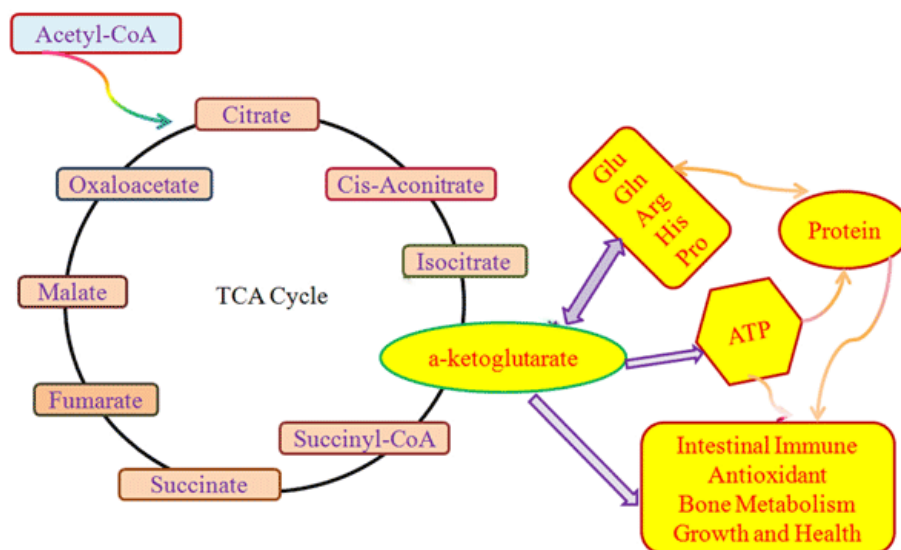 Acetyl-CoA
Citrate
Oxaloacetate
Cis-Aconitrate
Isocitrate
Malate
TCA Cycle
a-ketoglutarate
Fumarate
Succinyl-CoA
Succinate
Glu
Gln
Arg
His
Pro
Protein
ATP
Intestinal Immune
Antioxidant
Bone Metabolism
Growth and Health